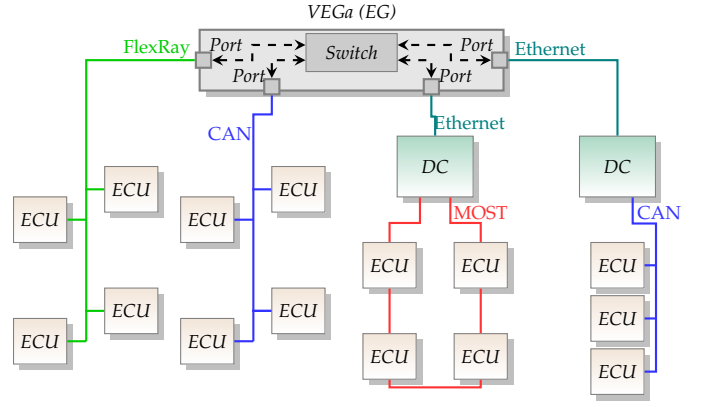 VEGa (EG)
FlexRay
Port
Switch
Port
Ethernet
Port
Port
CAN
Ethernet
DC
DC
ECU
ECU
ECU
ECU
MOST
CAN
ECU
ECU
ECU
ECU
ECU
ECU
ECU
ECU
ECU
ECU
ECU